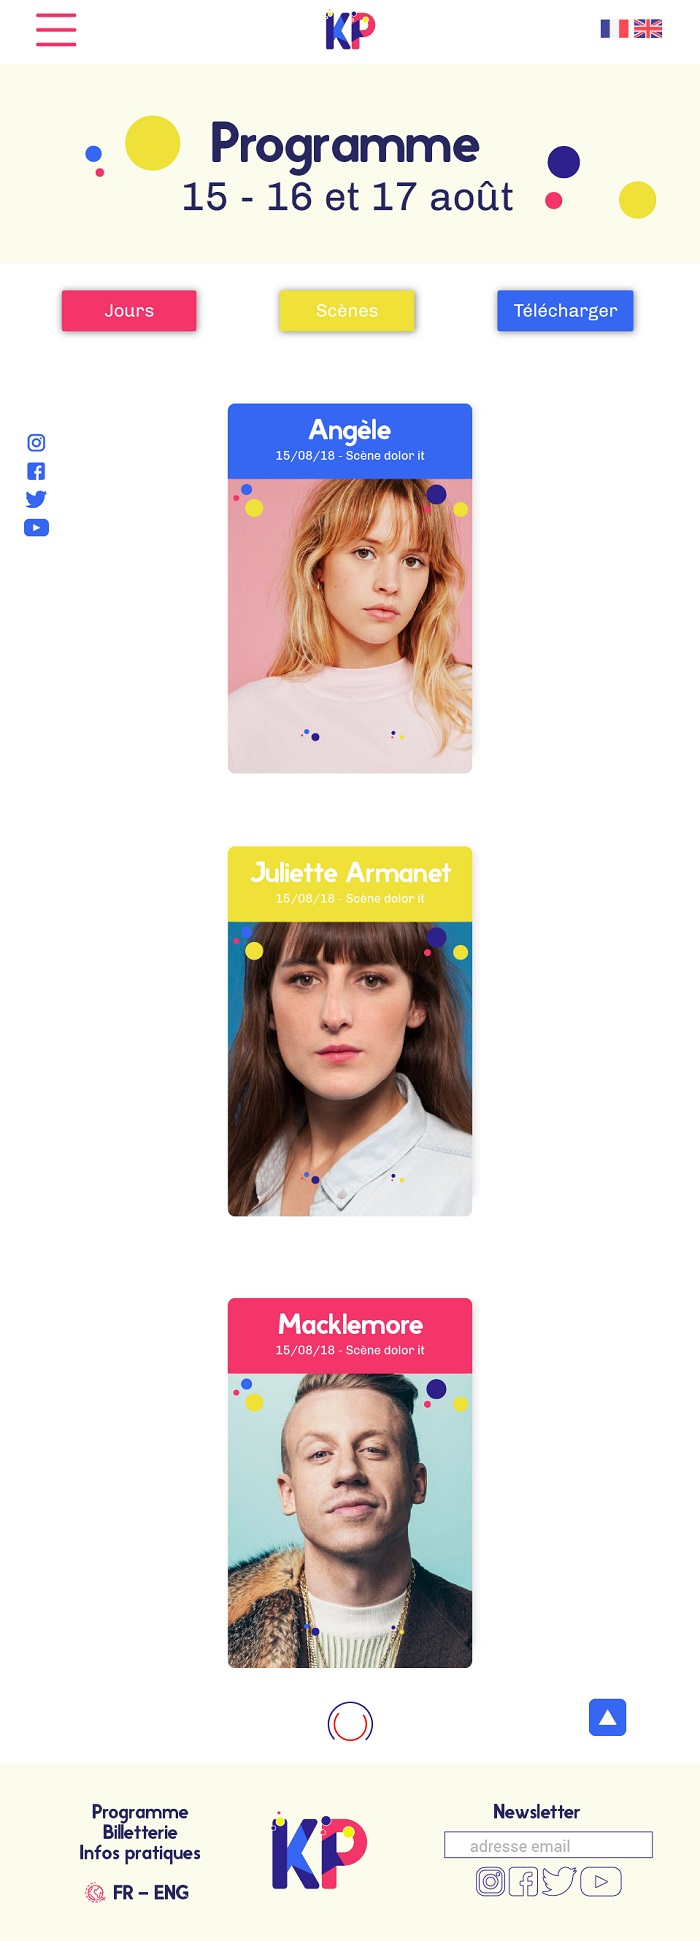 KP
Programme
15 - 16 et 17 août
Jours
Scènes
Télécharger
Angèle
15/08/18 - Scène dolor it
Juliette Armanet
15/08/18 - Scène dolor it
Macklemore
15/08/18 - Scène dolor it
Programme
Billetterie
Infos pratiques
FR – ENG
KP
Newsletter
adresse email